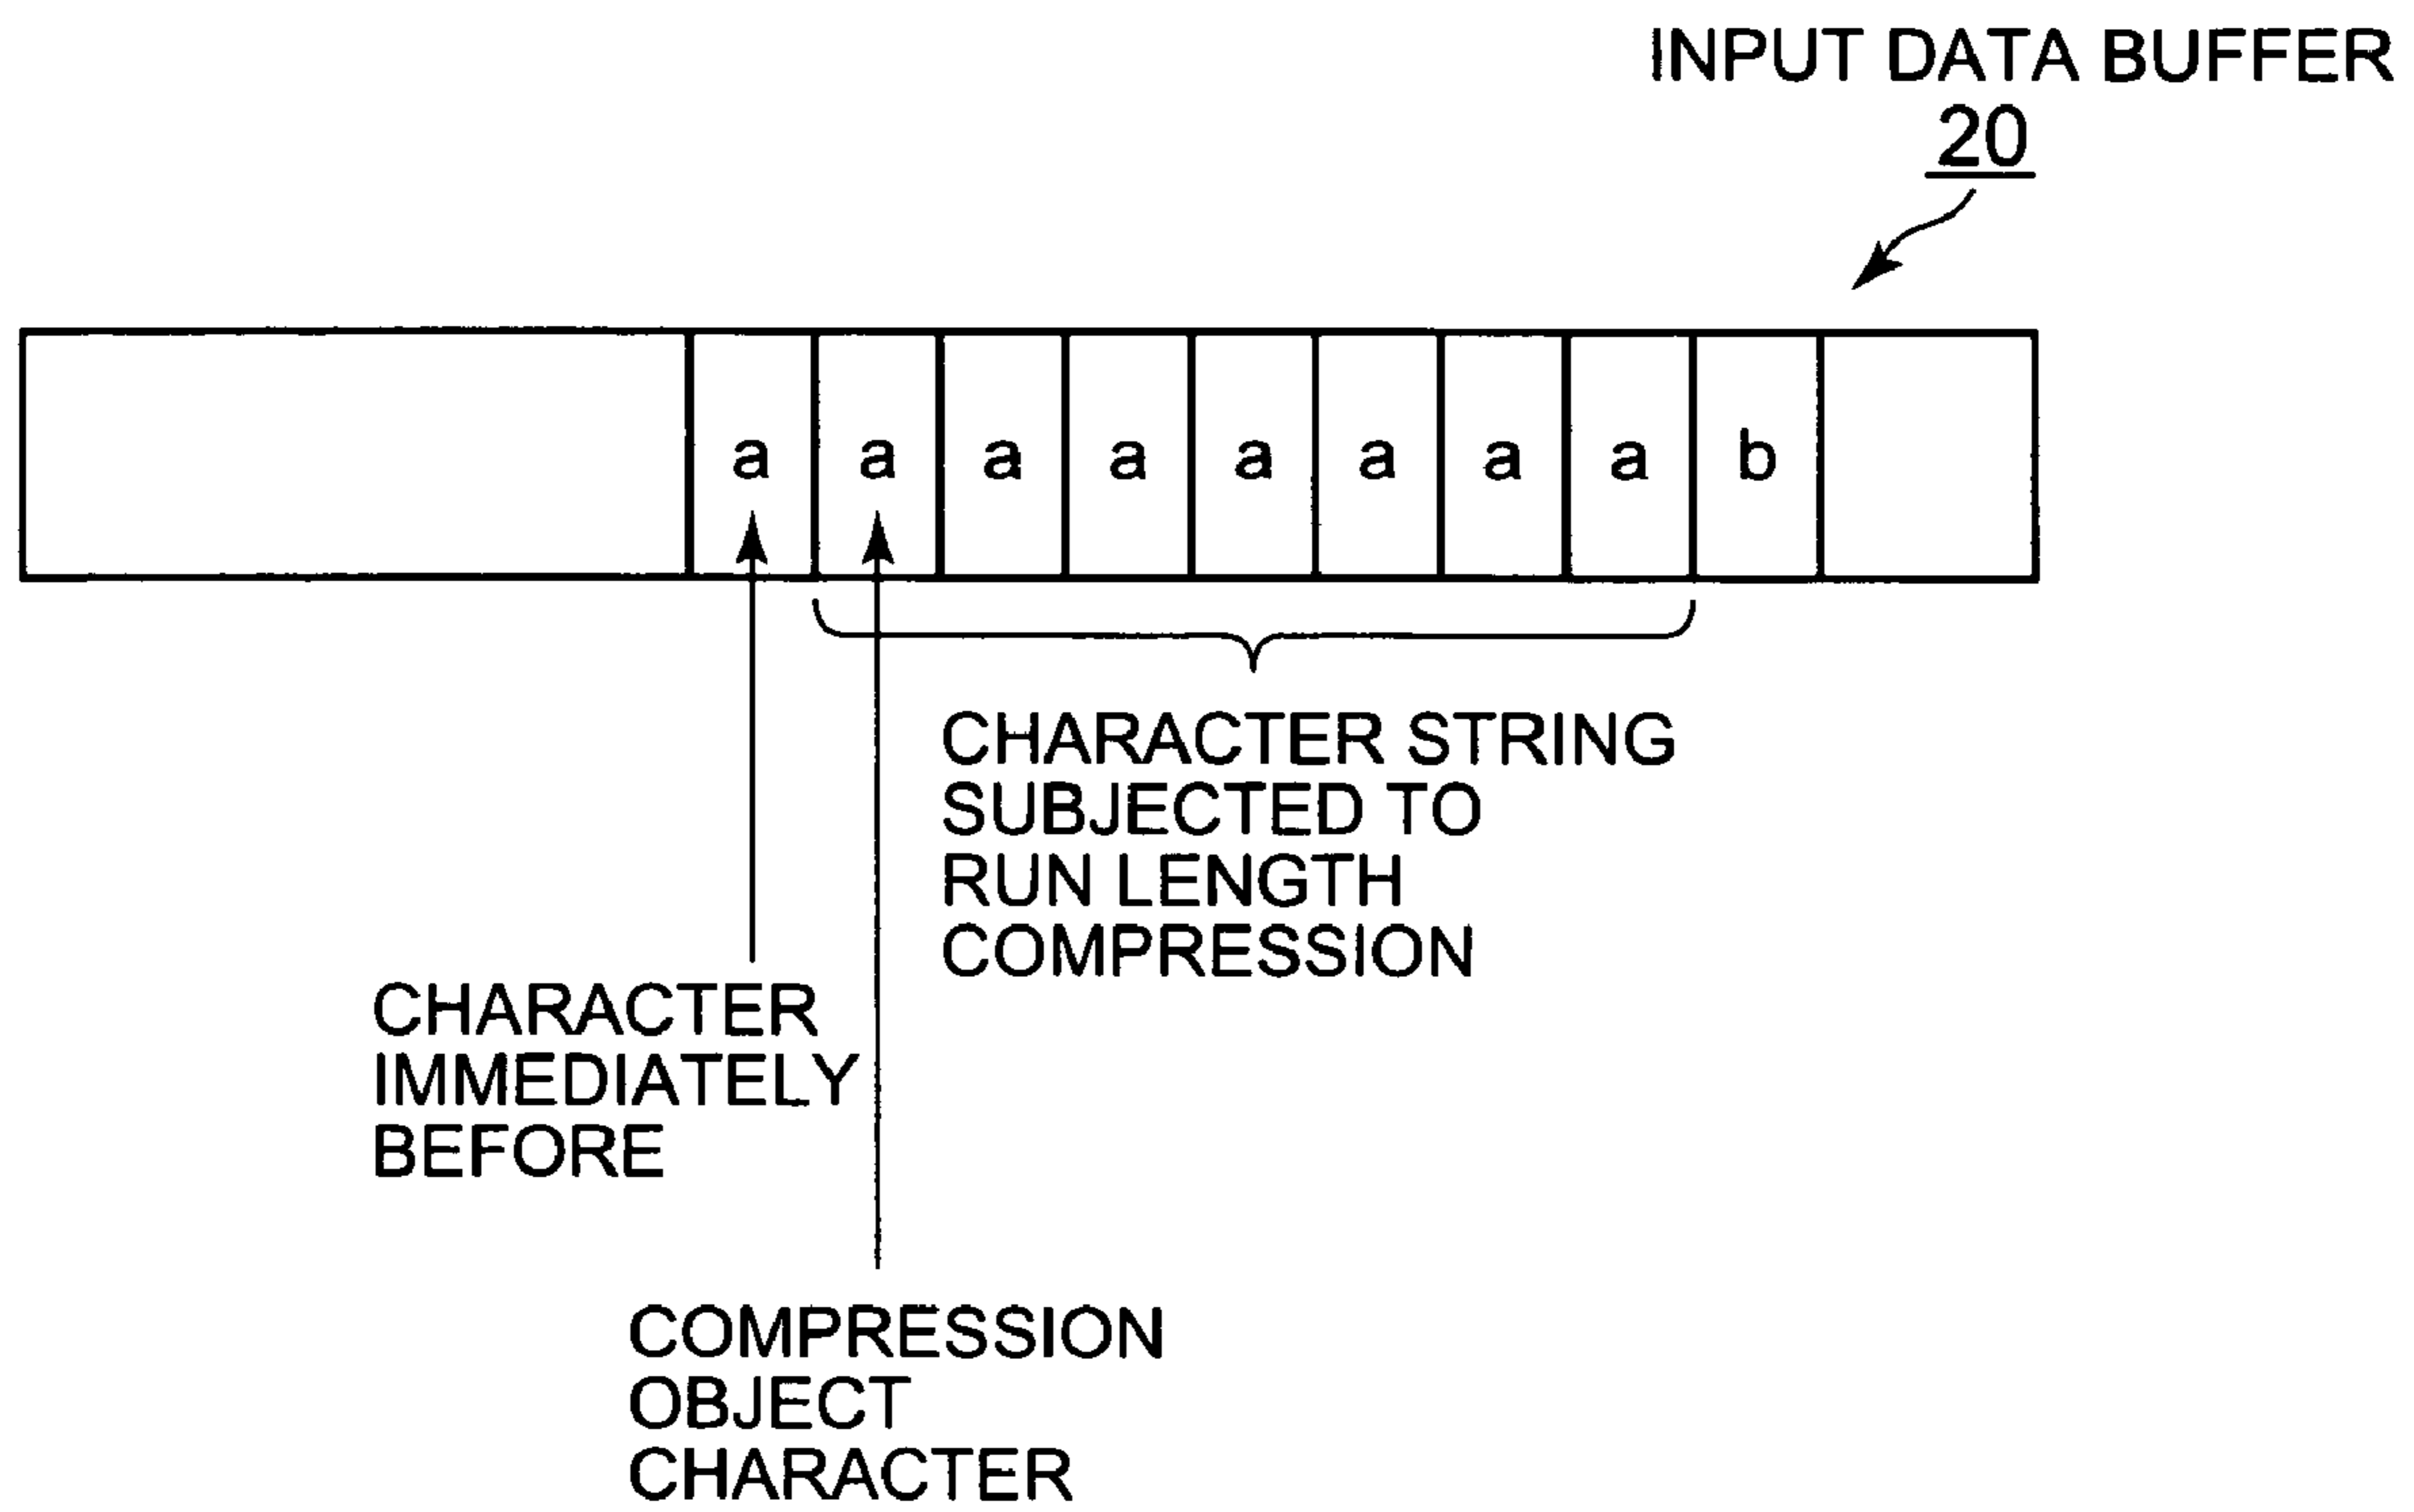 INPUT DATA BUFFER
20
a a a a a a a a b
CHARACTER STRING
SUBJECTED TO
RUN LENGTH
COMPRESSION
CHARACTER
IMMEDIATELY
BEFORE
COMPRESSION
OBJECT
CHARACTER